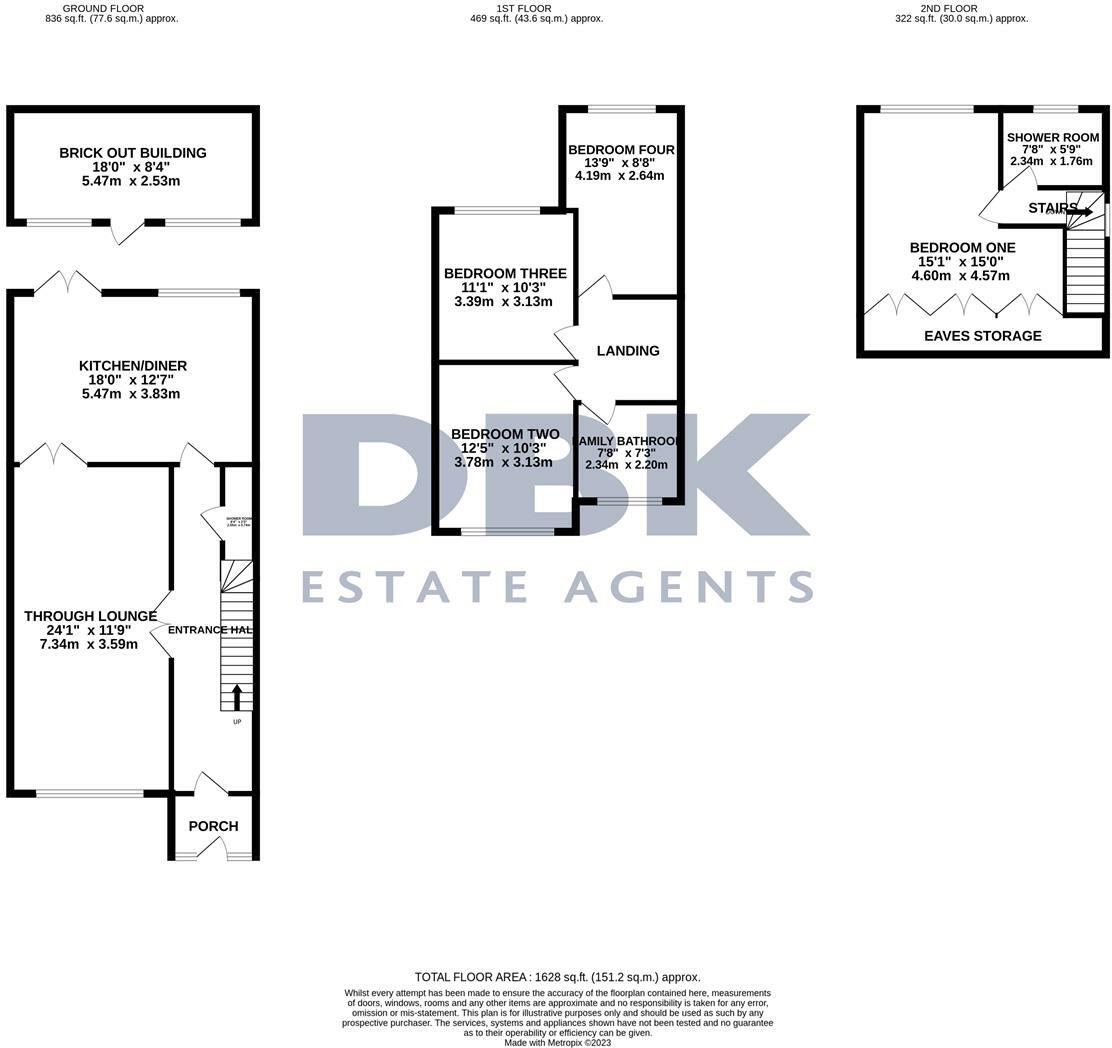 GROUND FLOOR
836 sq.ft. (77.6 sq.m.) approx.
1ST FLOOR
469 sq.ft. (43.6 sq.m.) approx.
2ND FLOOR
322 sq.ft. (30.0 sq.m.) approx.
BRICK OUT BUILDING
18'0" x 8'4"
5.47m x 2.53m
KITCHEN/DINER
18'0" x 12'7"
5.47m x 3.83m
SHOWER ROOM
THROUGH LOUNGE
24'1" x 11'9"
7.34m x 3.59m
ENTRANCE HAL
UP
PORCH
BEDROOM FOUR
13'9" x 8'8"
4.19m x 2.64m
BEDROOM THREE
11'1" x 10'3"
3.39m x 3.13m
LANDING
BEDROOM TWO
12'5" x 10'3"
3.78m x 3.13m
FAMILY BATHROOM
7'8" x 7'3"
2.34m x 2.20m
SHOWER ROOM
7'8" x 5'9"
2.34m x 1.76m
STAIRS
DOWN
BEDROOM ONE
15'1" x 15'0"
4.60m x 4.57m
EAVES STORAGE
DBK
ESTATE AGENTS
TOTAL FLOOR AREA : 1628 sq.ft. (151.2 sq.m.) approx.
Whilst every attempt has been made to ensure the accuracy of the floorplan contained here, measurements
of doors, windows, rooms and any other items are approximate and no responsibility is taken for any error,
omission or mis-statement. This plan is for illustrative purposes only and should be used as such by any
prospective purchaser. The services, systems and appliances shown have not been tested and no guarantee
as to their operability or efficiency can be given.
Made with Metropix ©2023